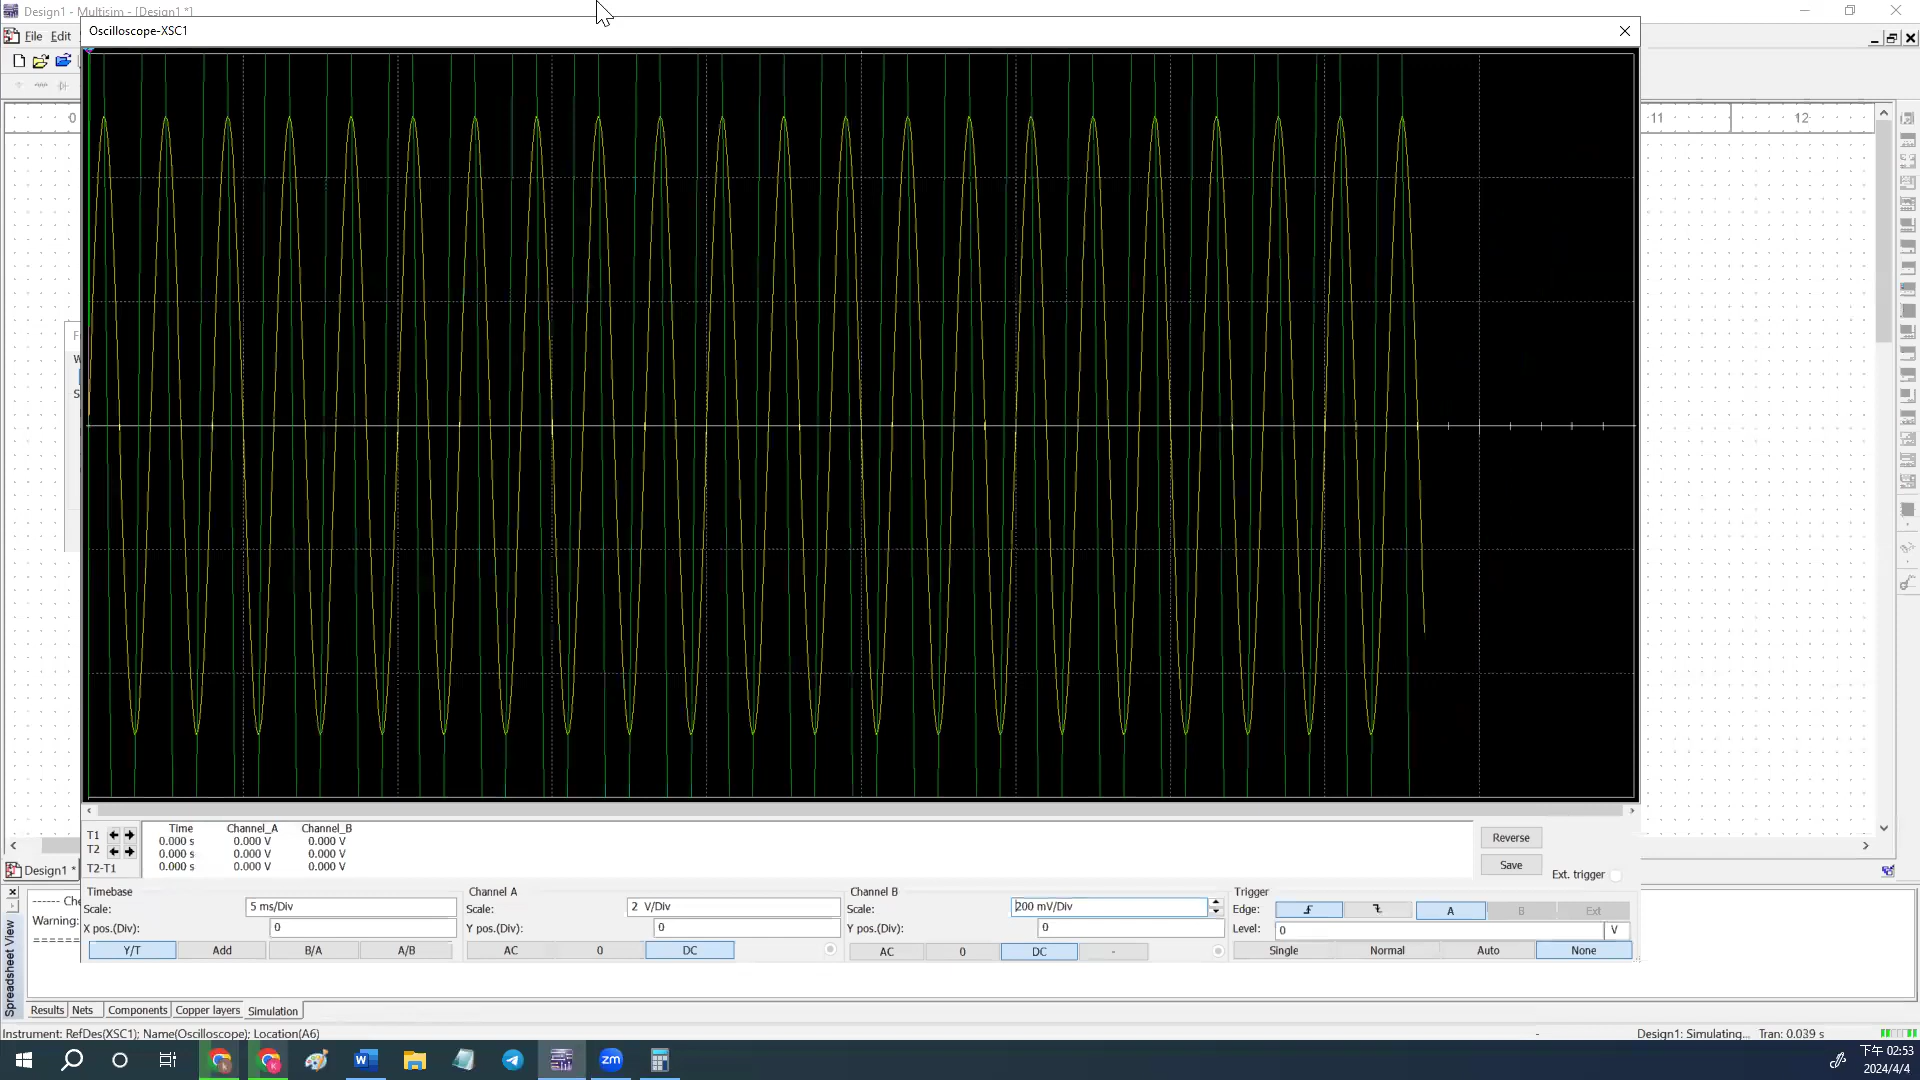 Design1 - Multisim - [Design1 *]
Oscilloscope-XSC1
File Edit
0
11
12
Time Channel_A Channel_B
T1 0.000 s 0.000 V 0.000 V
T2 0.000 s 0.000 V 0.000 V
T2-T1 0.000 s 0.000 V 0.000 V
Reverse
Save
Ext. trigger
Timebase
Scale: 5 ms/Div
X pos.(Div): 0
Y/T Add B/A A/B
Channel A
Scale: 2 V/Div
Y pos.(Div): 0
AC 0 DC
Channel B
Scale: 200 mV/Div
Y pos.(Div): 0
AC 0 DC -
Trigger
Edge: A B Ext
Level: 0 V
Single Normal Auto None
Design1 *
------ Che
Warning:
=====
Spreadsheet View
Results Nets Components Copper layers Simulation
Instrument: RefDes(XSC1); Name(Oscilloscope); Location(A6)
- Design1: Simulating... Tran: 0.039 s
下午 02:53
2024/4/4